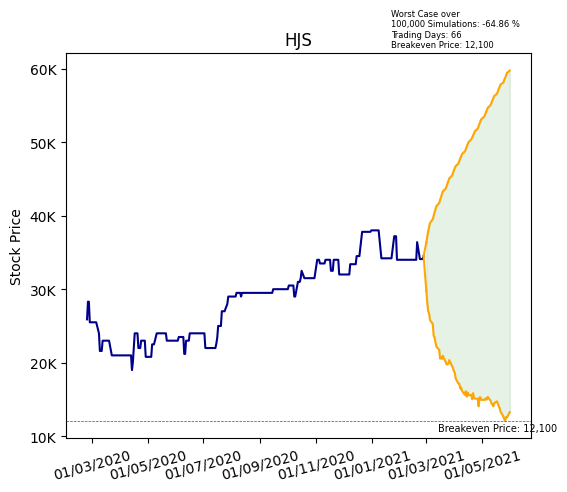 Worst Case over
100,000 Simulations: -64.86 %
Trading Days: 66
Breakeven Price: 12,100
HJS
Stock Price
60K
50K
40K
30K
20K
10K
Breakeven Price: 12,100
01/03/2020
01/05/2020
01/07/2020
01/09/2020
01/11/2020
01/01/2021
01/03/2021
01/05/2021